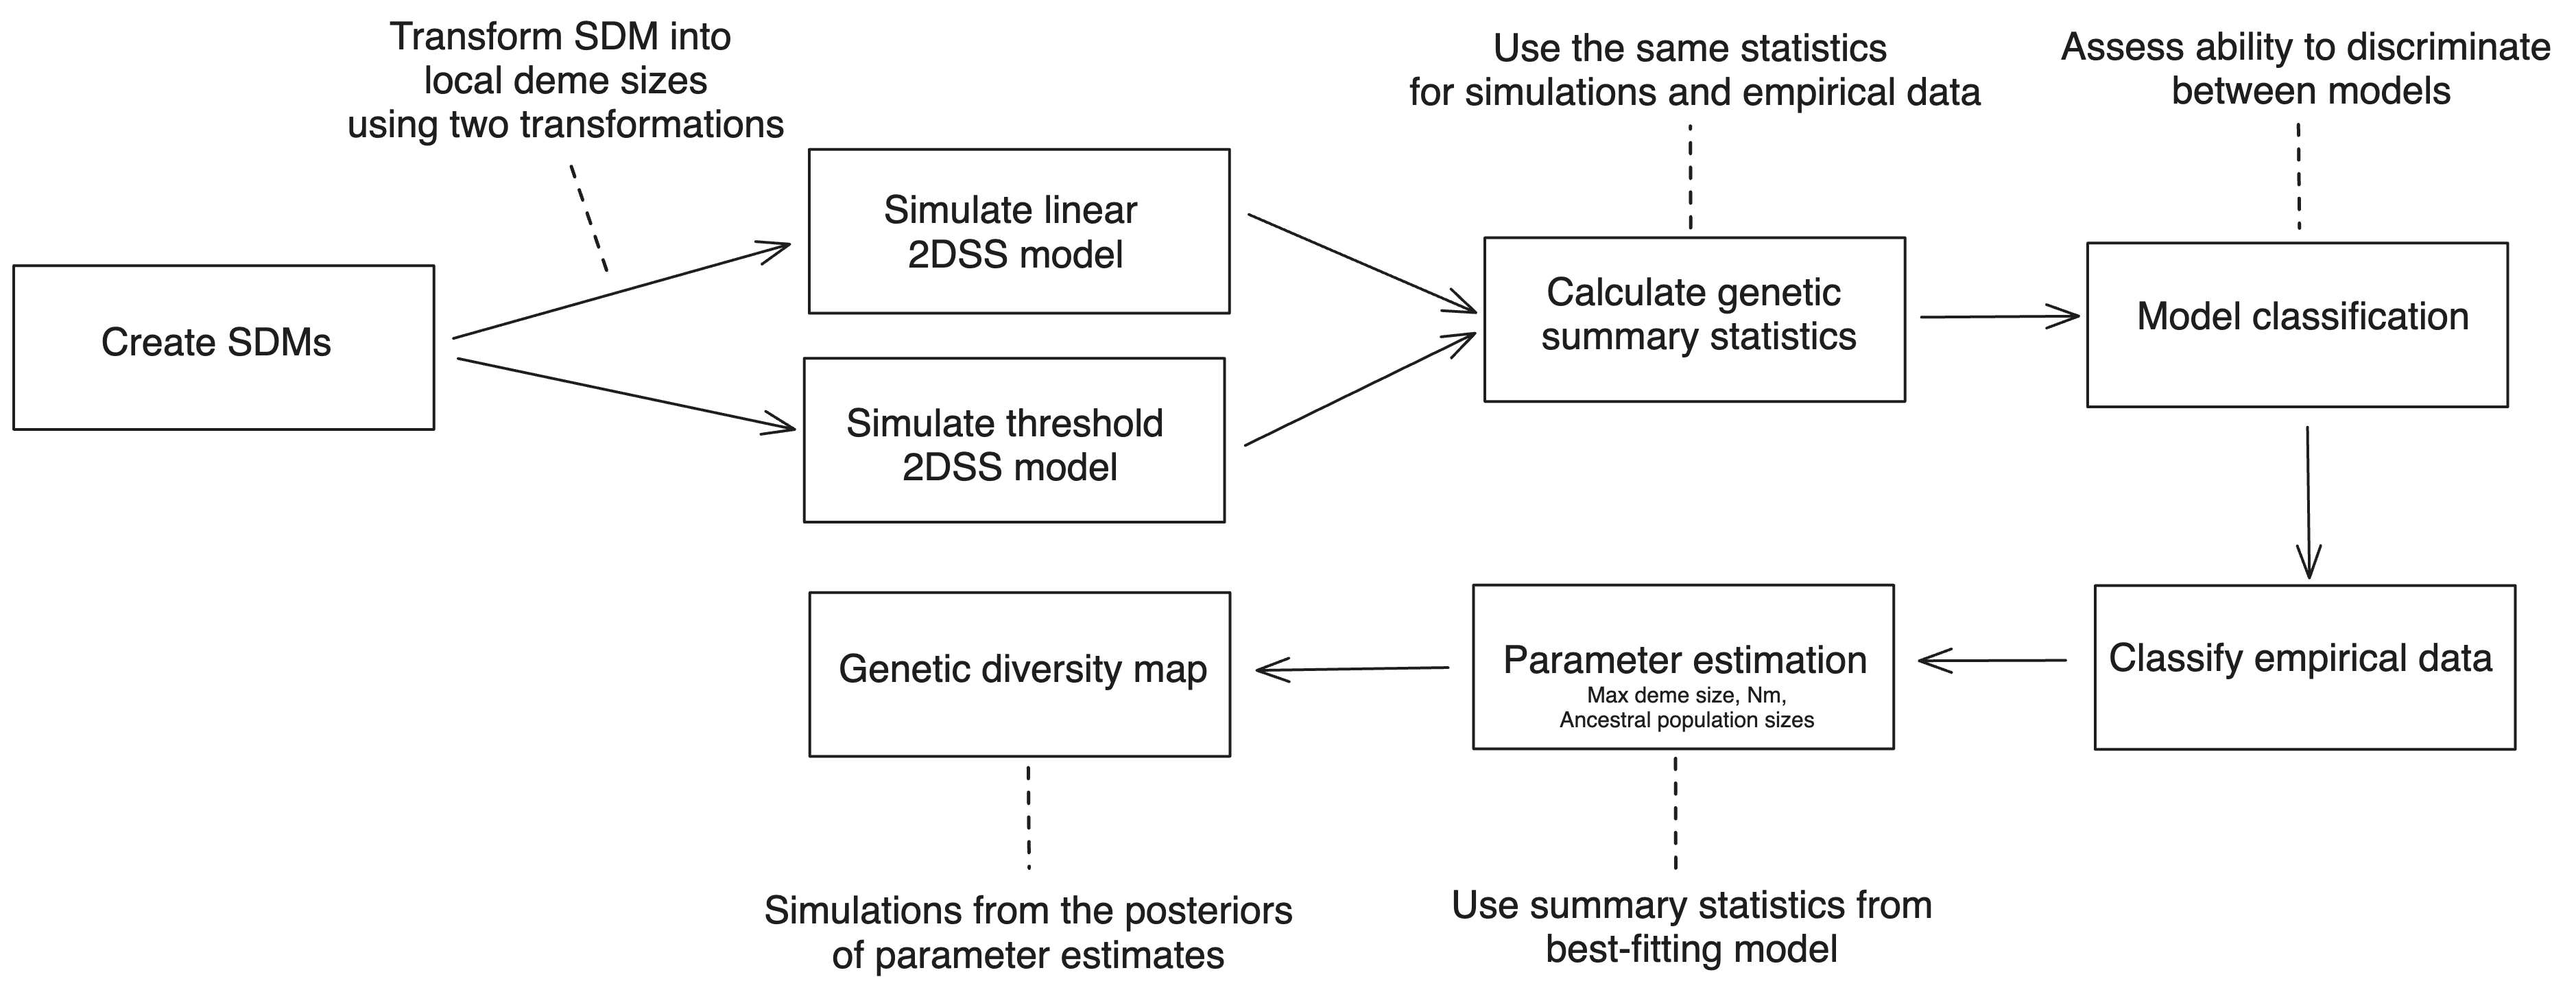 Transform SDM into
local deme sizes
using two transformations
Use the same statistics
for simulations and empirical data
Assess ability to discriminate
between models
Create SDMs
Simulate linear
2DSS model
Simulate threshold
2DSS model
Calculate genetic
summary statistics
Model classification
Classify empirical data
Parameter estimation
Max deme size, Nm,
Ancestral population sizes
Genetic diversity map
Use summary statistics from
best-fitting model
Simulations from the posteriors
of parameter estimates